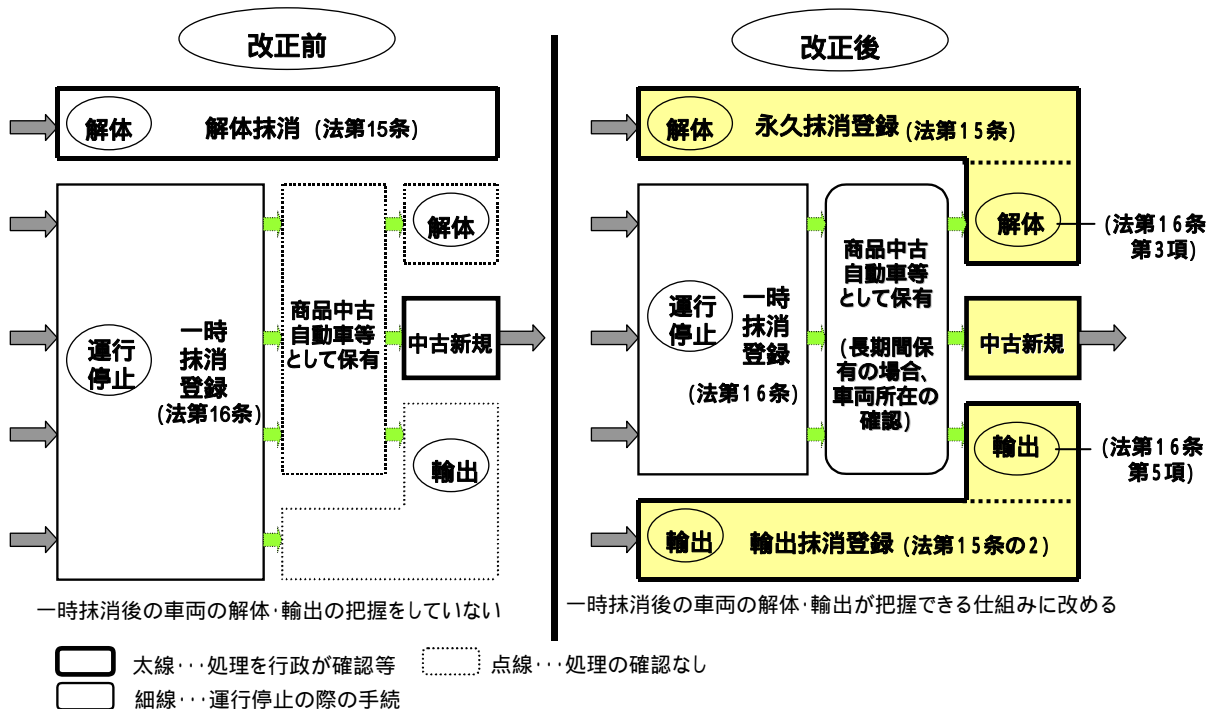 改正前
解体
解体抹消 (法第15条)
解体
運行
停止
一時
抹消
登録
(法第16条)
商品中古
自動車等
として保有
中古新規
輸出
一時抹消後の車両の解体・輸出の把握をしていない
改正後
解体
永久抹消登録 (法第15条)
解体
(法第16条
第3項)
運行
停止
一時
抹消
登録
(法第16条)
商品中古
自動車等
として保有
(長期間保
有の場合、
車両所在の
確認)
中古新規
輸出
(法第16条
第5項)
輸出
輸出抹消登録 (法第15条の2)
一時抹消後の車両の解体・輸出が把握できる仕組みに改める
太線・・・処理を行政が確認等
点線・・・処理の確認なし
細線・・・運行停止の際の手続